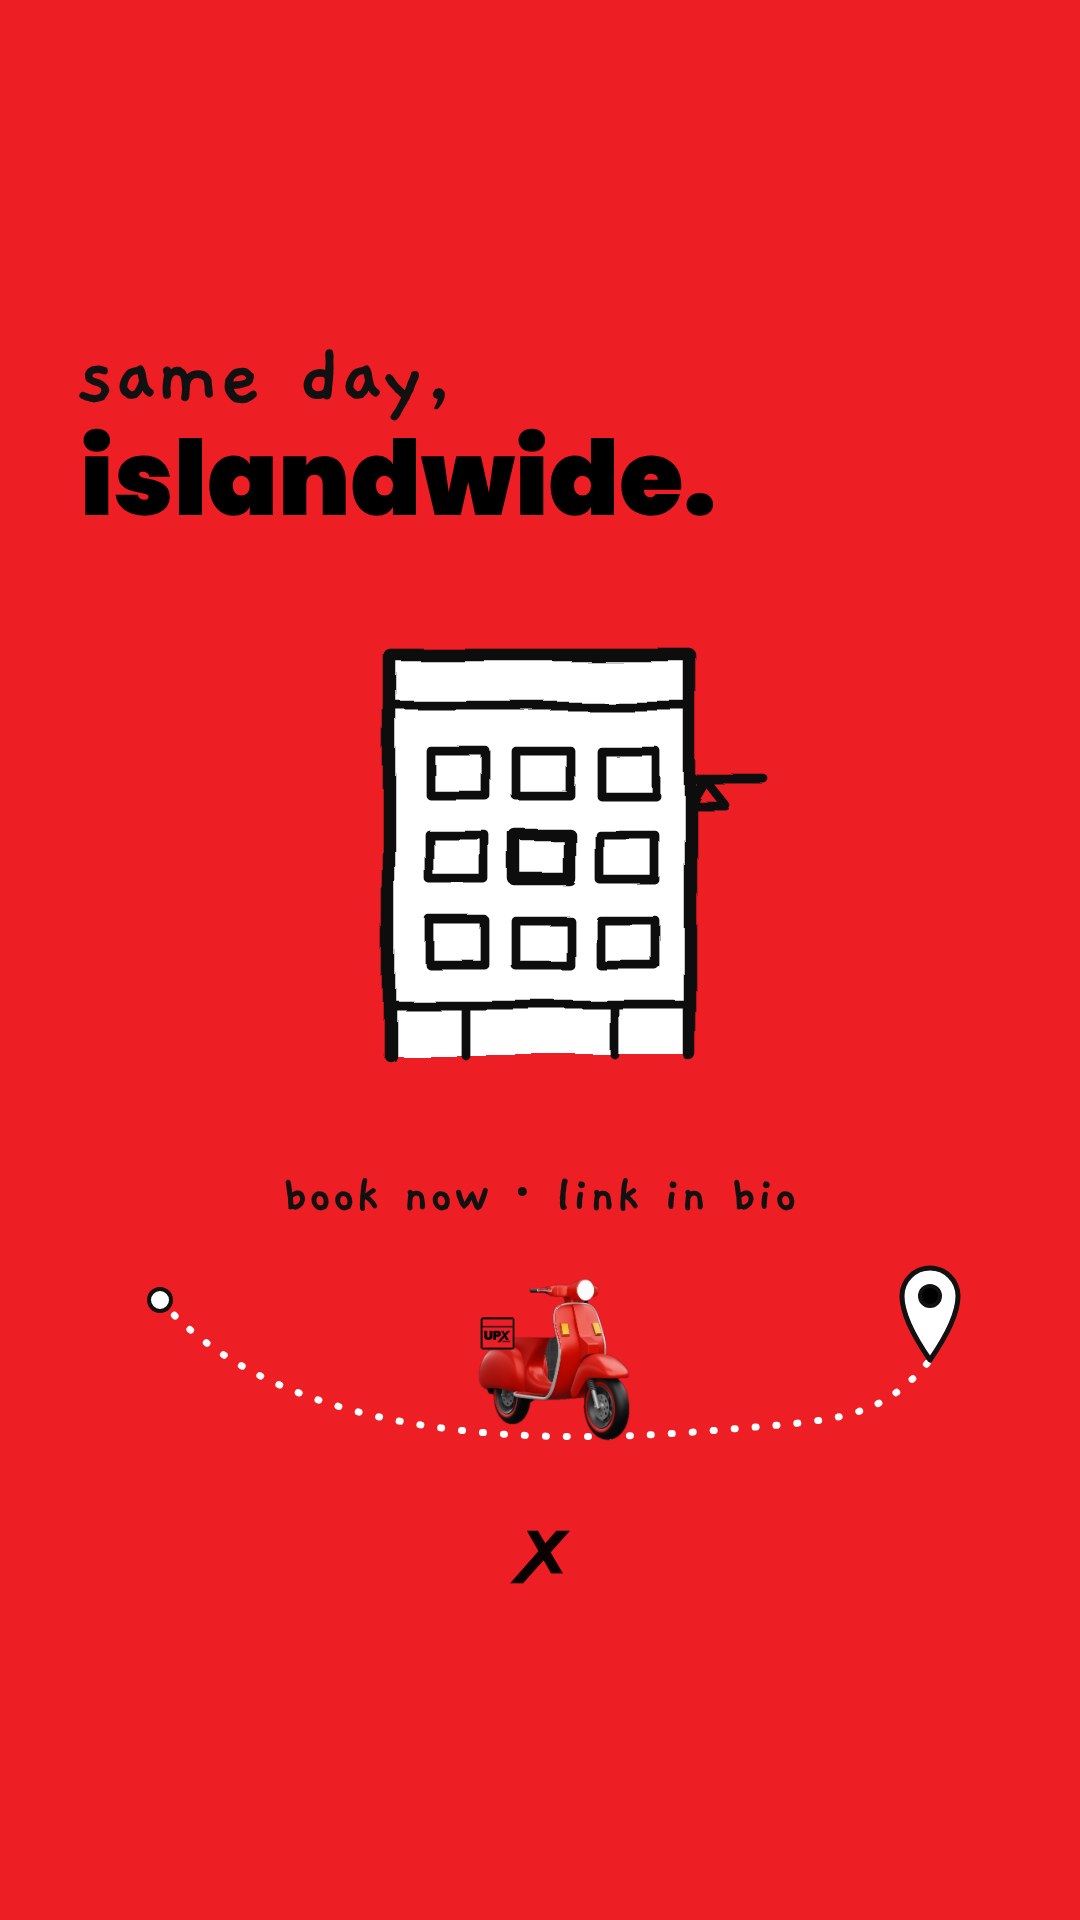 same day,
islandwide.
book now • link in bio
UPX
X